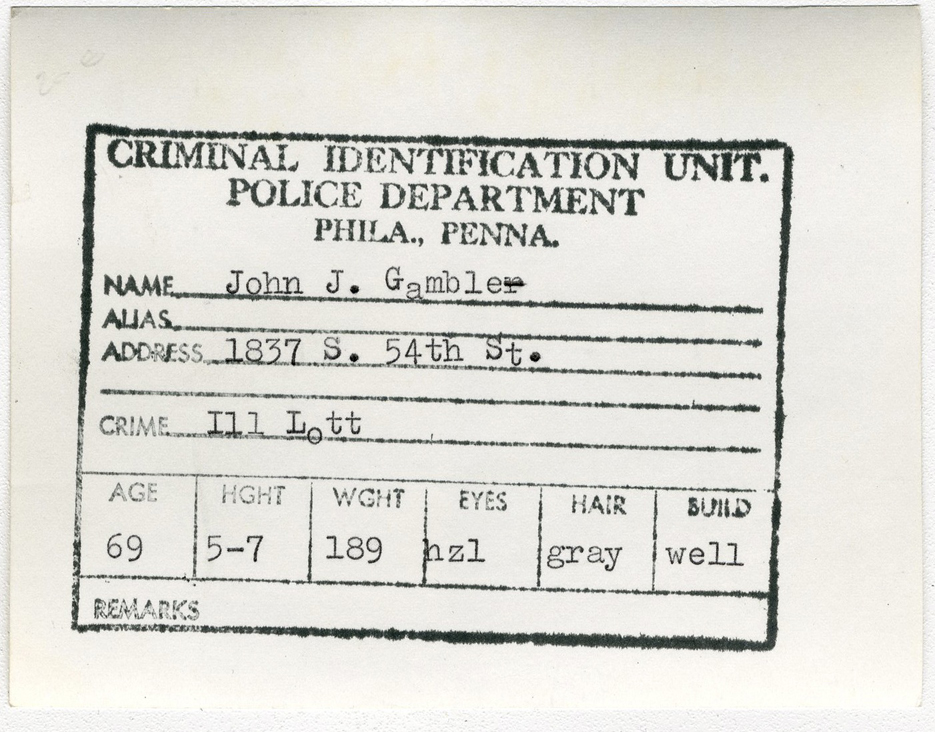 CRIMINAL IDENTIFICATION UNIT.
POLICE DEPARTMENT
PHILA., PENNA.
NAME John J. Gambler
ALIAS
ADDRESS 1837 S. 54th St.
CRIME Ill Lott
AGE HGHT WGHT EYES HAIR BUILD
69 5-7 189 hzl gray well
REMARKS